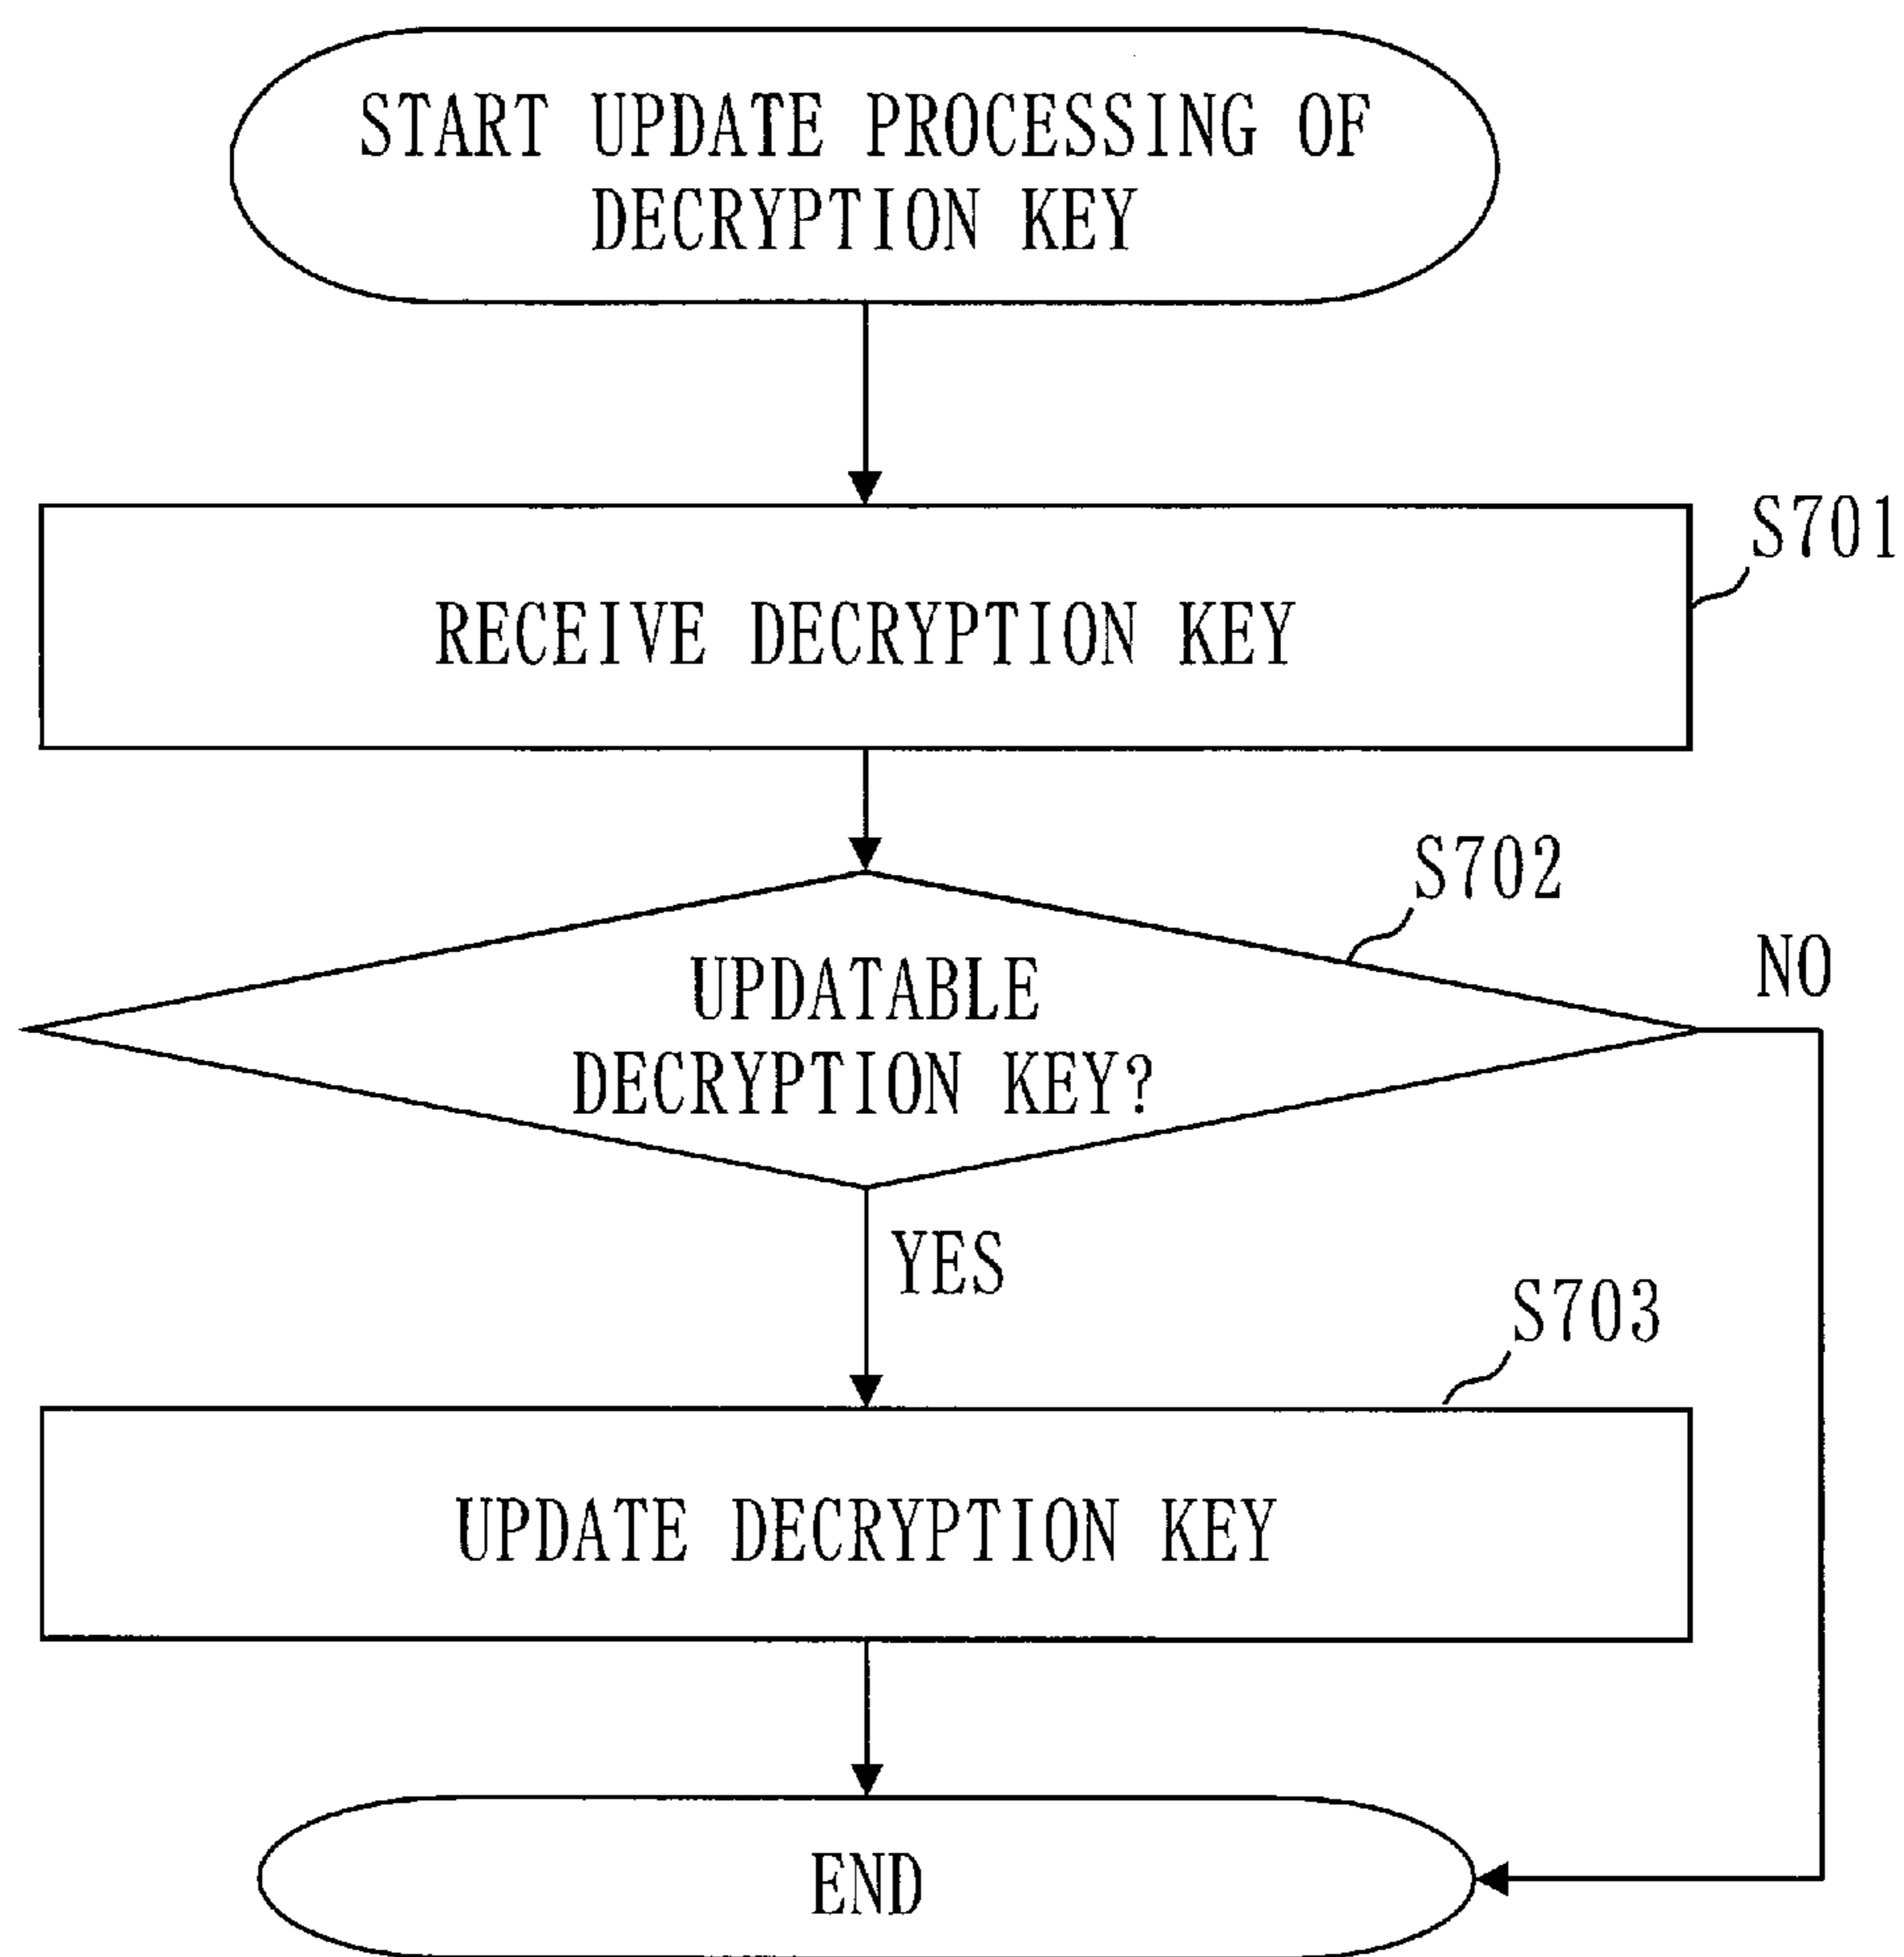 START UPDATE PROCESSING OF
DECRYPTION KEY
S701
RECEIVE DECRYPTION KEY
S702
NO
UPDATABLE
DECRYPTION KEY?
YES
S703
UPDATE DECRYPTION KEY
END